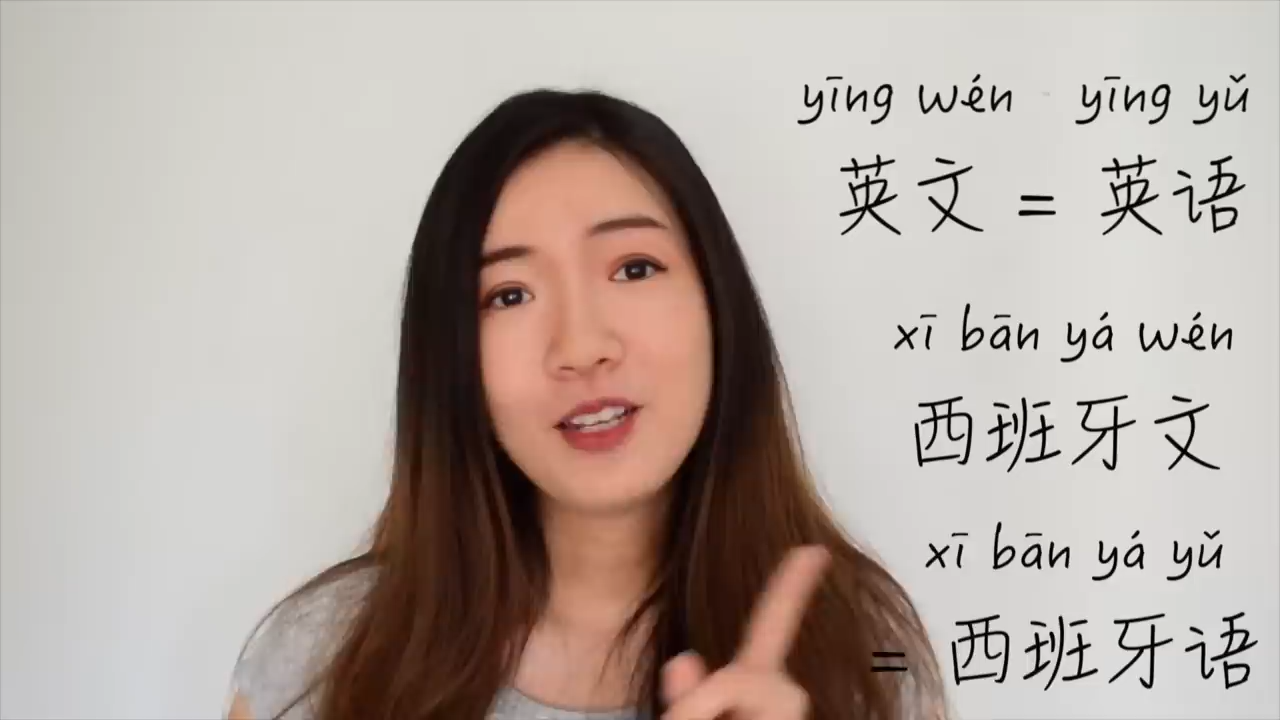 yīng wén yīng yǔ
英文 = 英语
xī bān yá wén
西班牙文
xī bān yá yǔ
= 西班牙语